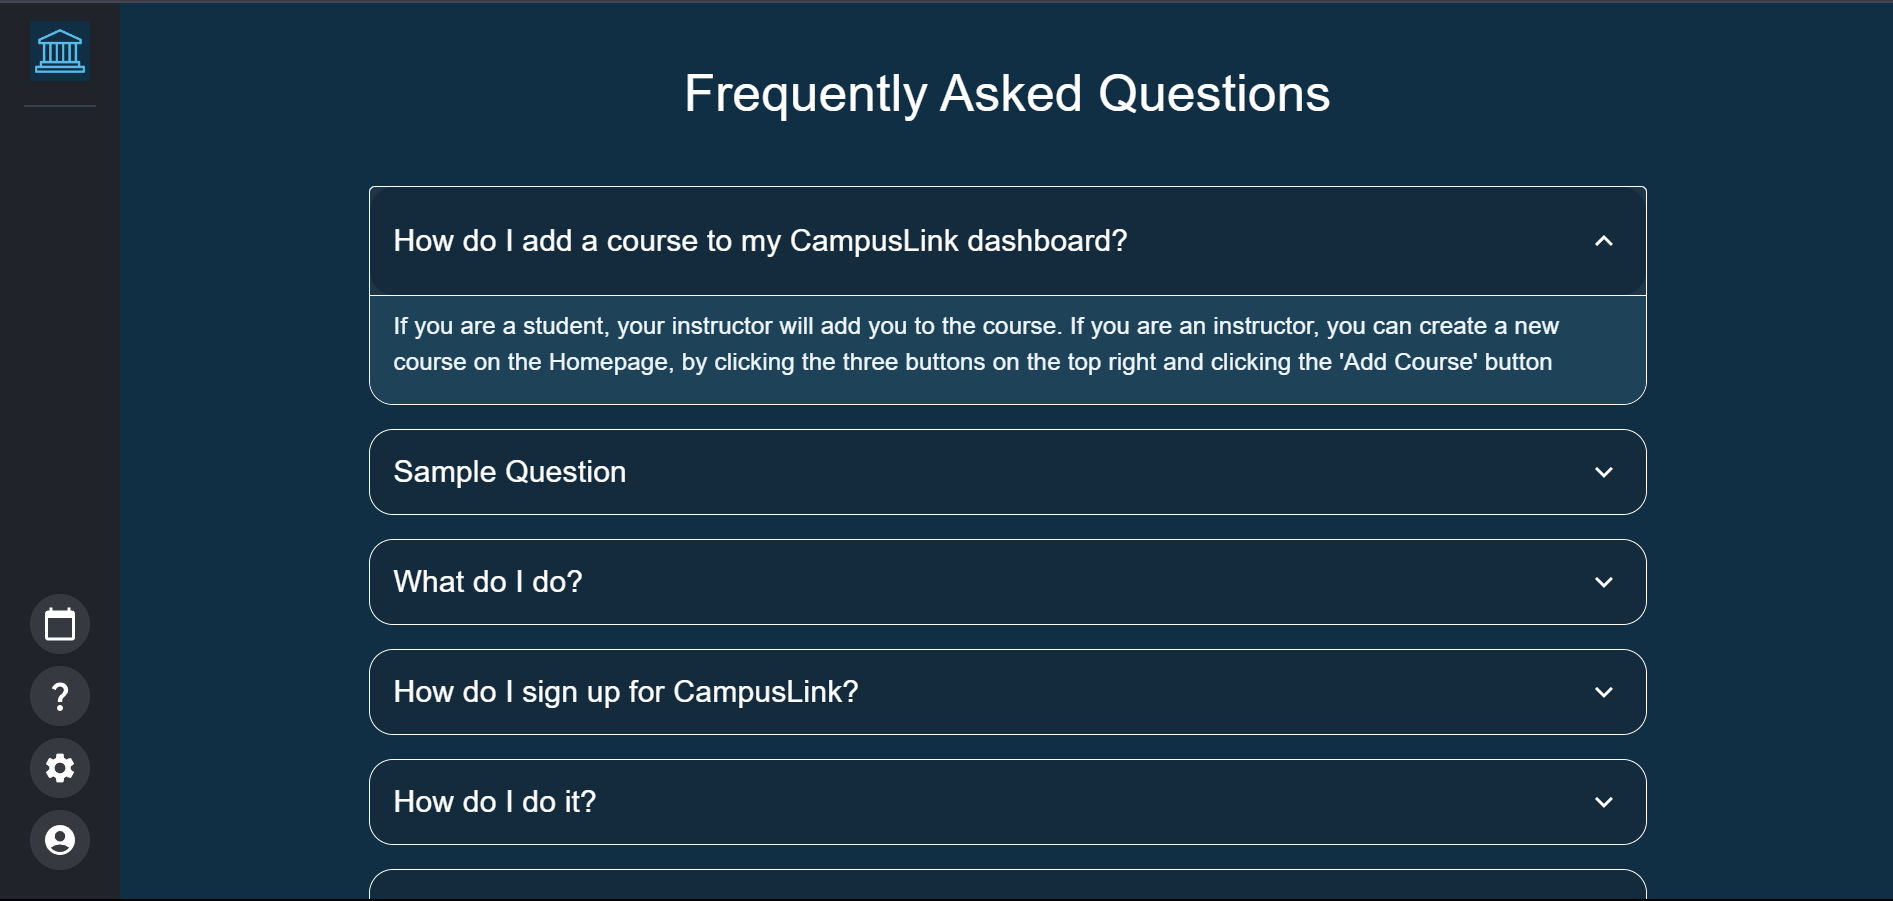 Frequently Asked Questions
How do I add a course to my CampusLink dashboard?
If you are a student, your instructor will add you to the course. If you are an instructor, you can create a new
course on the Homepage, by clicking the three buttons on the top right and clicking the 'Add Course' button
Sample Question
What do I do?
How do I sign up for CampusLink?
How do I do it?